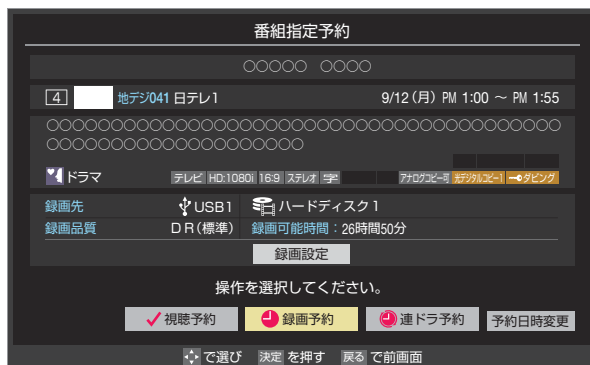 番組指定予約
○○○○○ ○○○○
4 地デジ041 日テレ1 9/12(月) PM 1:00 ~ PM 1:55
○○○○○○○○○○○○○○○○○○○○○○○○○○○○○○○○○○
○○○○○○○○○○○○○○○○○
ドラマ テレビ HD:1080i 16:9 ステレオ 字 アナログコピー可 光デジタルコピー1 ダビング
録画先 USB1 ハードディスク1
録画品質 DR(標準) 録画可能時間:26時間50分
録画設定
操作を選択してください。
視聴予約 録画予約 連ドラ予約 予約日時変更
で選び 決定 を押す 戻る で前画面